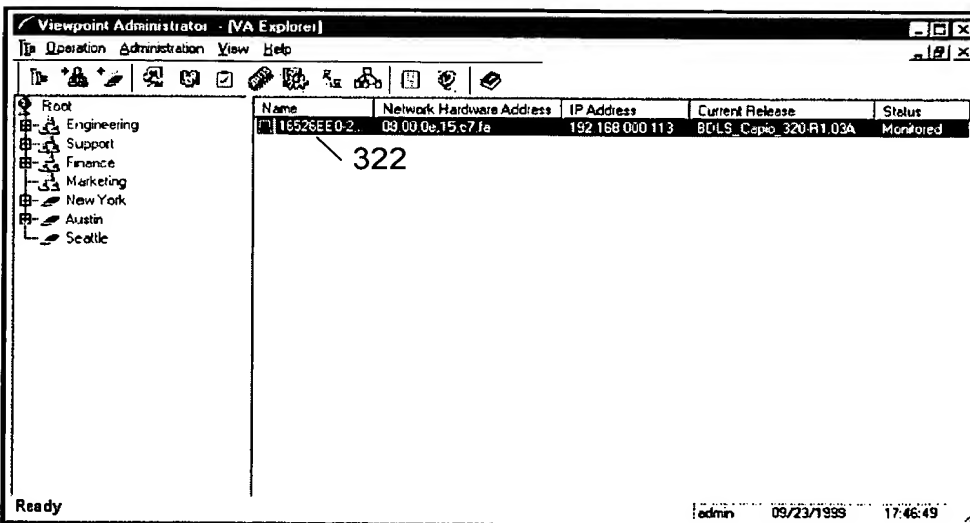 Viewpoint Administrator - [VA Explorer]
Operation Administration View Help
Root
Engineering
Support
Finance
Marketing
New York
Austin
Seattle
Name Network Hardware Address IP Address Current Release Status
16526EE0-2.. 08.00.0e.15.c7.fa 192.168.000.113 BDLS_Capio_320-R1.03A Monitored
322
Ready
admin 09/23/1999 17:46:49